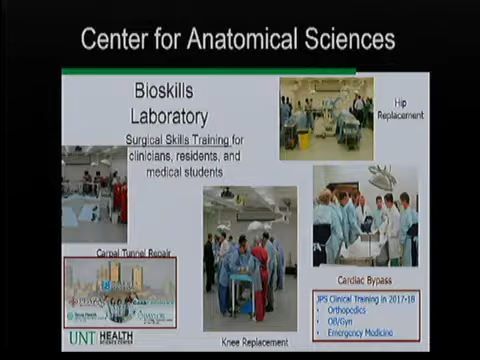 Center for Anatomical Sciences
Bioskills
Laboratory
Surgical Skills Training for
clinicians, residents, and
medical students
Hip
Replacement
Carpal Tunnel Repair
Cardiac Bypass
JPS Clinical Training in 2017-18
• Orthopedics
• OB/Gyn
• Emergency Medicine
UNT HEALTH
SCIENCE CENTER
Knee Replacement